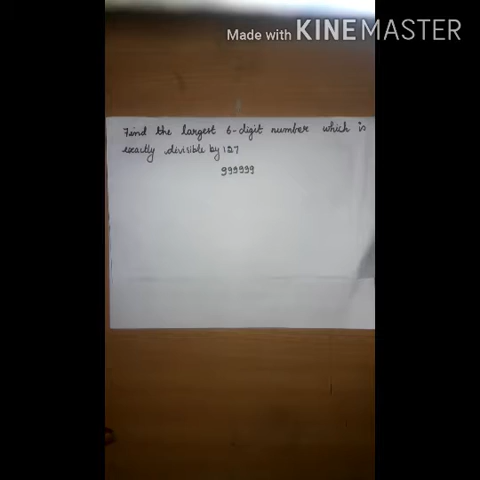 Made with KINEMASTER
Find the largest 6-digit number which is
exactly divisible by 127
999999